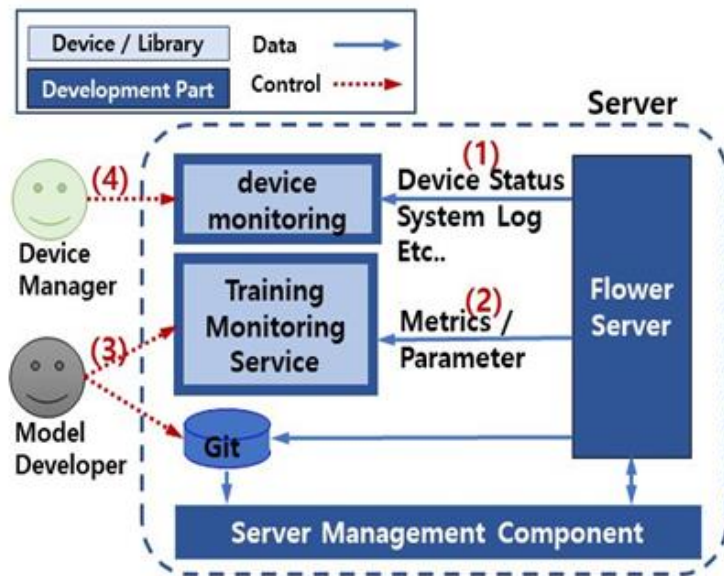 Device / Library
Data
Development Part
Control
Server
(1)
(4)
device
monitoring
Device Status
System Log
Etc..
Device
Manager
Training
Monitoring
Service
(2)
Metrics /
Parameter
Flower
Server
(3)
Model
Developer
Git
Server Management Component